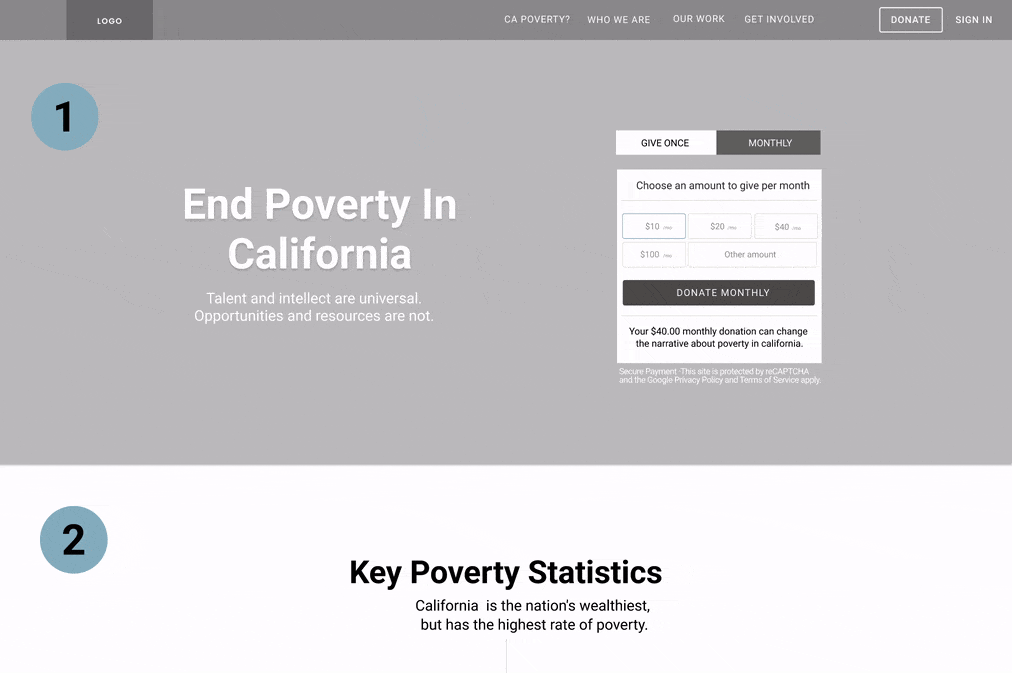 LOGO
CA POVERTY? WHO WE ARE OUR WORK GET INVOLVED DONATE SIGN IN
1
End Poverty In
California
Talent and intellect are universal.
Opportunities and resources are not.
GIVE ONCE MONTHLY
Choose an amount to give per month
$10 /mo $20 /mo $40 /mo
$100 /mo Other amount
DONATE MONTHLY
Your $40.00 monthly donation can change
the narrative about poverty in california.
Secure Payment ·This site is protected by reCAPTCHA
and the Google Privacy Policy and Terms of Service apply.
2
Key Poverty Statistics
California is the nation's wealthiest,
but has the highest rate of poverty.